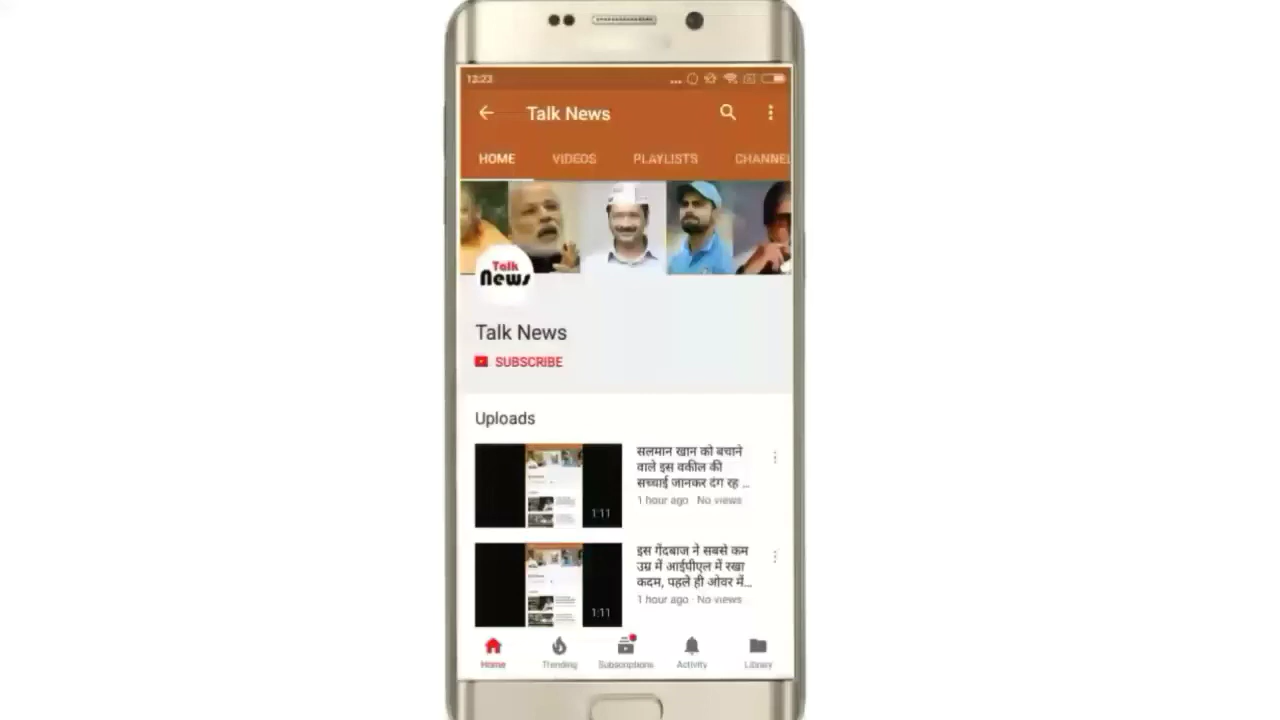 12:23
Talk News
HOME VIDEOS PLAYLISTS CHANNEL
Talk
News
Talk News
SUBSCRIBE
Uploads
सलमान खान को बचाने
वाले इस वकील की
सच्चाई जानकर दंग रह ...
1 hour ago · No views
1:11
इस गेंदबाज ने सबसे कम
उम्र में आईपीएल में रखा
कदम, पहले ही ओवर में...
1 hour ago · No views
1:11
Home Trending Subscriptions Activity Library